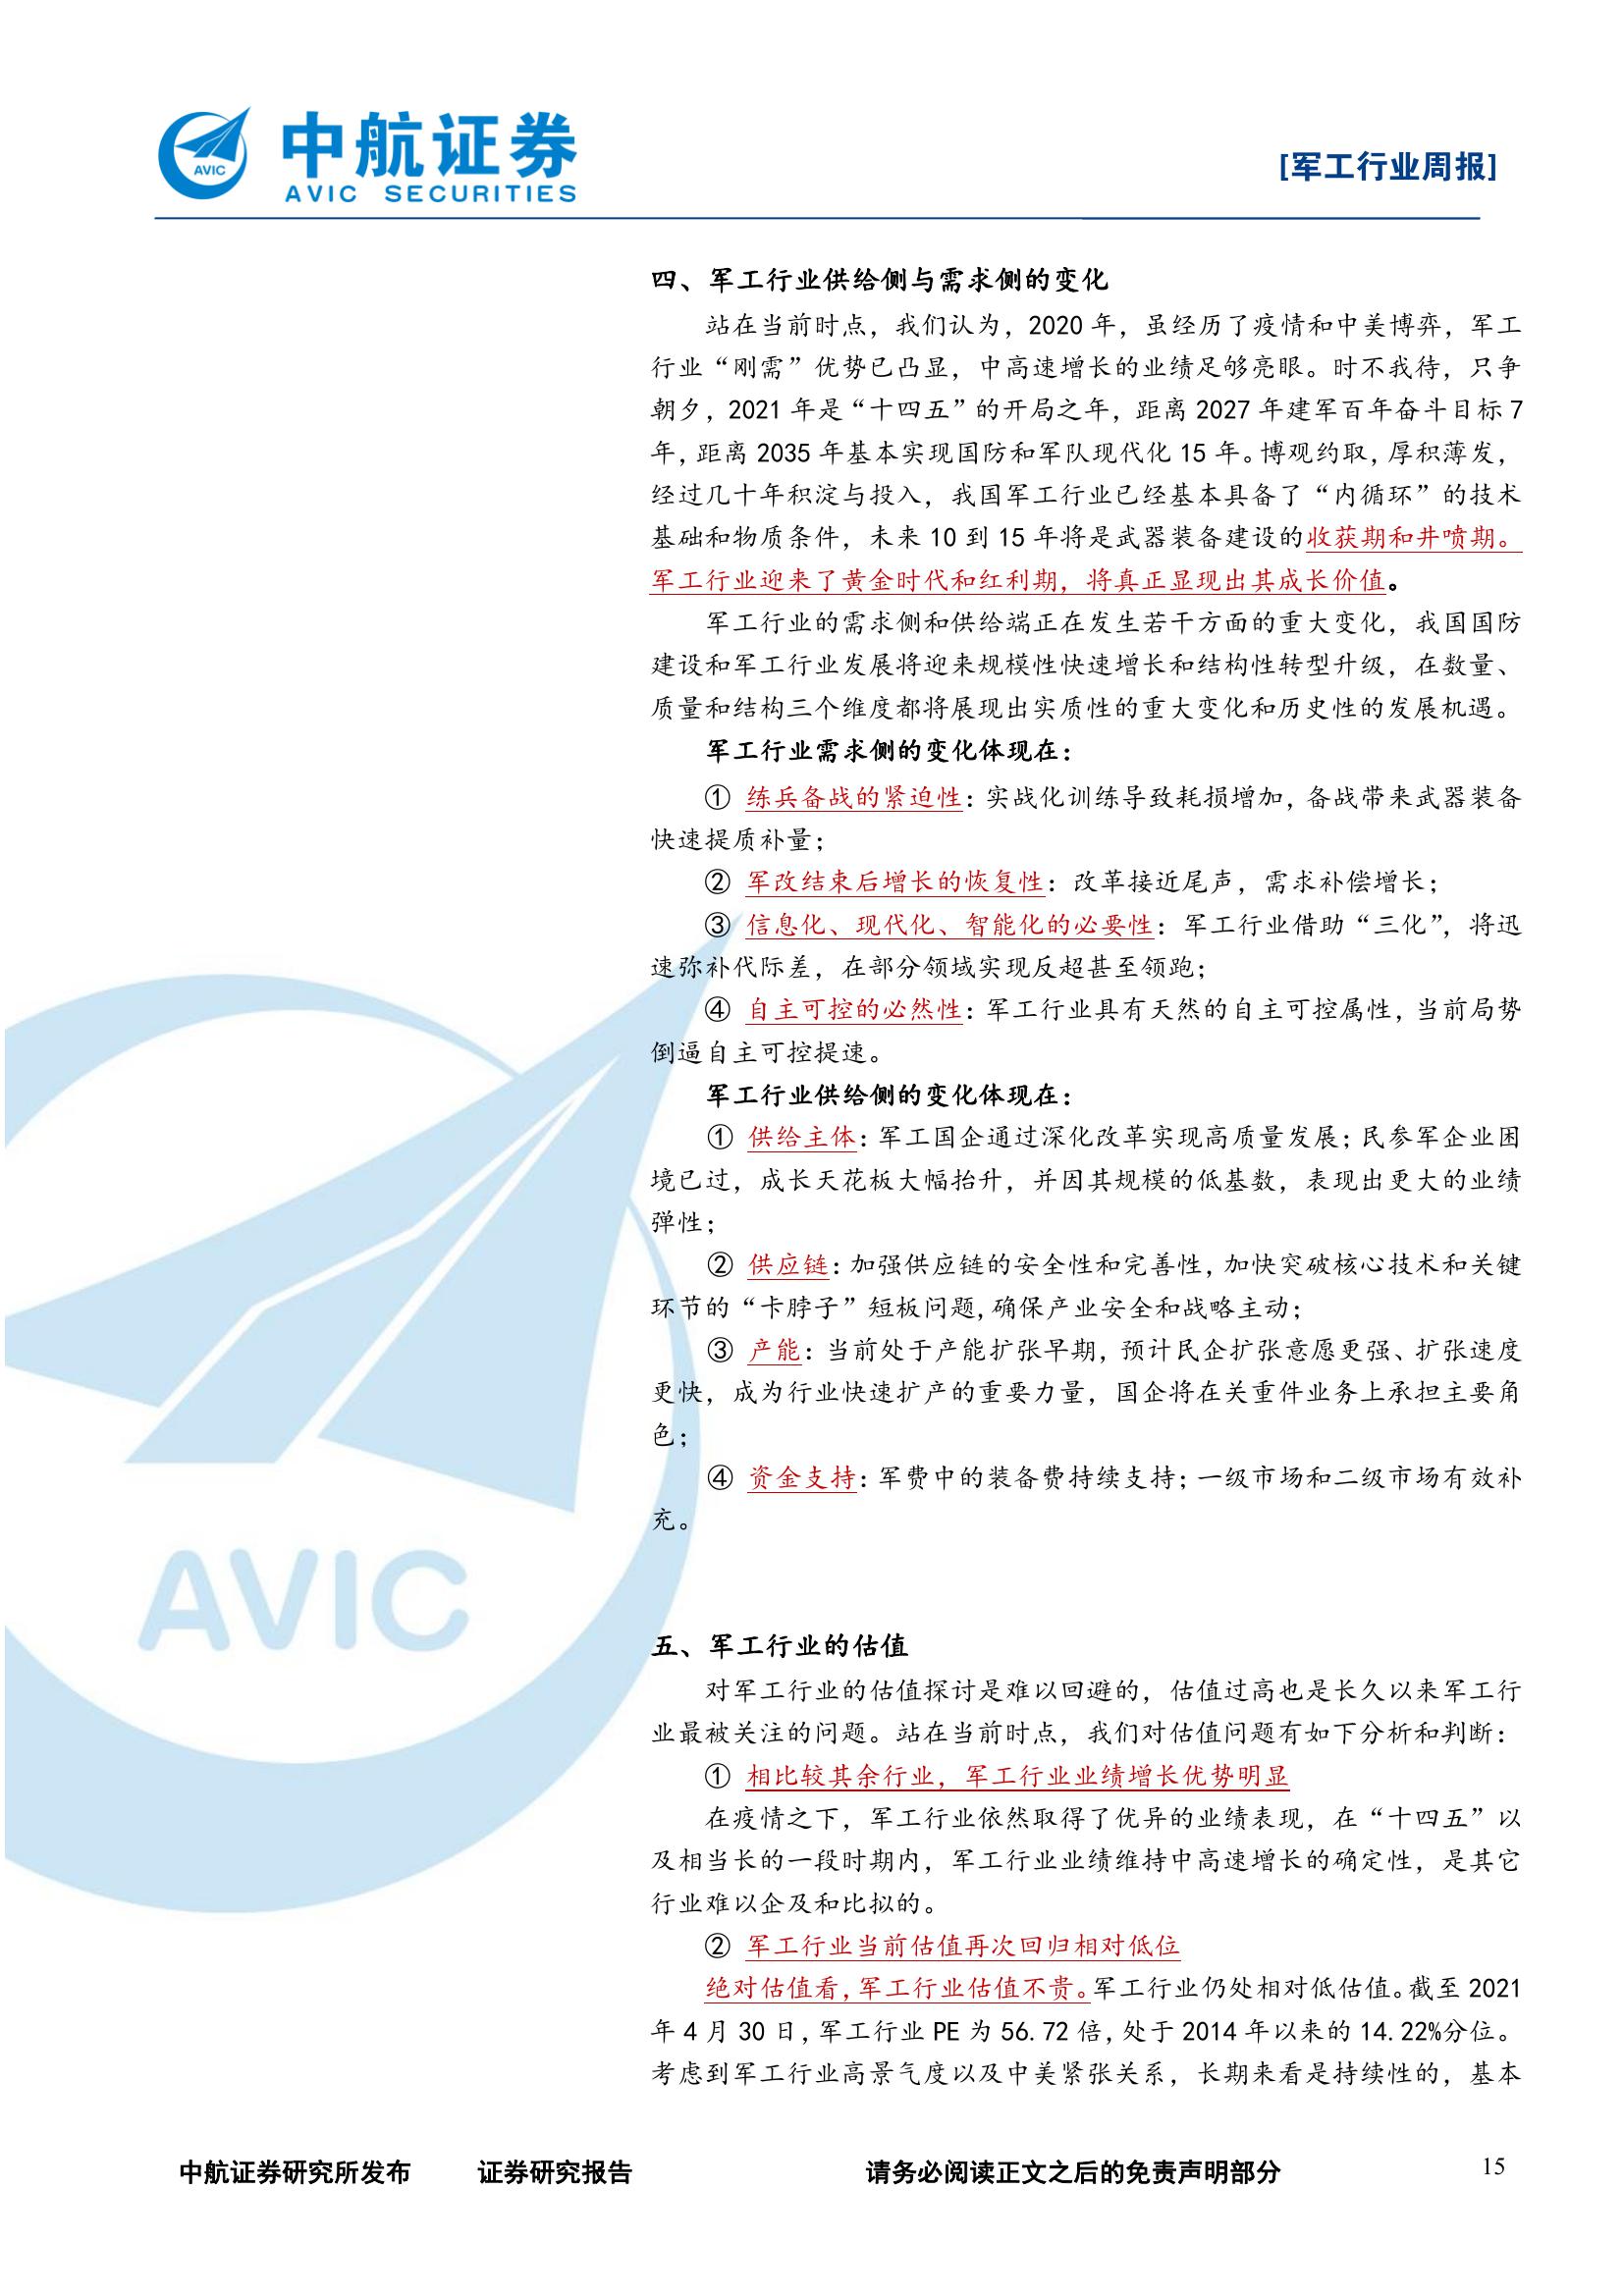 中航证券
AVIC SECURITIES
AVIC
[军工行业周报]
四、军工行业供给侧与需求侧的变化
站在当前时点，我们认为，2020 年，虽经历了疫情和中美博弈，军工
行业“刚需”优势已凸显，中高速增长的业绩足够亮眼。时不我待，只争
朝夕，2021 年是“十四五”的开局之年，距离 2027 年建军百年奋斗目标 7
年，距离 2035 年基本实现国防和军队现代化 15 年。博观约取，厚积薄发，
经过几十年积淀与投入，我国军工行业已经基本具备了“内循环”的技术
基础和物质条件，未来 10 到 15 年将是武器装备建设的收获期和井喷期。
军工行业迎来了黄金时代和红利期，将真正显现出其成长价值。
军工行业的需求侧和供给端正在发生若干方面的重大变化，我国国防
建设和军工行业发展将迎来规模性快速增长和结构性转型升级，在数量、
质量和结构三个维度都将展现出实质性的重大变化和历史性的发展机遇。
军工行业需求侧的变化体现在：
① 练兵备战的紧迫性：实战化训练导致耗损增加，备战带来武器装备
快速提质补量；
② 军改结束后增长的恢复性：改革接近尾声，需求补偿增长；
③ 信息化、现代化、智能化的必要性：军工行业借助“三化”，将迅
速弥补代际差，在部分领域实现反超甚至领跑；
④ 自主可控的必然性：军工行业具有天然的自主可控属性，当前局势
倒逼自主可控提速。
军工行业供给侧的变化体现在：
① 供给主体：军工国企通过深化改革实现高质量发展；民参军企业困
境已过，成长天花板大幅抬升，并因其规模的低基数，表现出更大的业绩
弹性；
② 供应链：加强供应链的安全性和完善性，加快突破核心技术和关键
环节的“卡脖子”短板问题,确保产业安全和战略主动；
③ 产能：当前处于产能扩张早期，预计民企扩张意愿更强、扩张速度
更快，成为行业快速扩产的重要力量，国企将在关重件业务上承担主要角
色；
④ 资金支持：军费中的装备费持续支持；一级市场和二级市场有效补
充。
AVIC
五、军工行业的估值
对军工行业的估值探讨是难以回避的，估值过高也是长久以来军工行
业最被关注的问题。站在当前时点，我们对估值问题有如下分析和判断：
① 相比较其余行业，军工行业业绩增长优势明显
在疫情之下，军工行业依然取得了优异的业绩表现，在“十四五”以
及相当长的一段时期内，军工行业业绩维持中高速增长的确定性，是其它
行业难以企及和比拟的。
② 军工行业当前估值再次回归相对低位
绝对估值看，军工行业估值不贵。军工行业仍处相对低估值。截至 2021
年 4 月 30 日，军工行业 PE 为 56.72 倍，处于 2014 年以来的 14.22%分位。
考虑到军工行业高景气度以及中美紧张关系，长期来看是持续性的，基本
中航证券研究所发布 证券研究报告 请务必阅读正文之后的免责声明部分 15